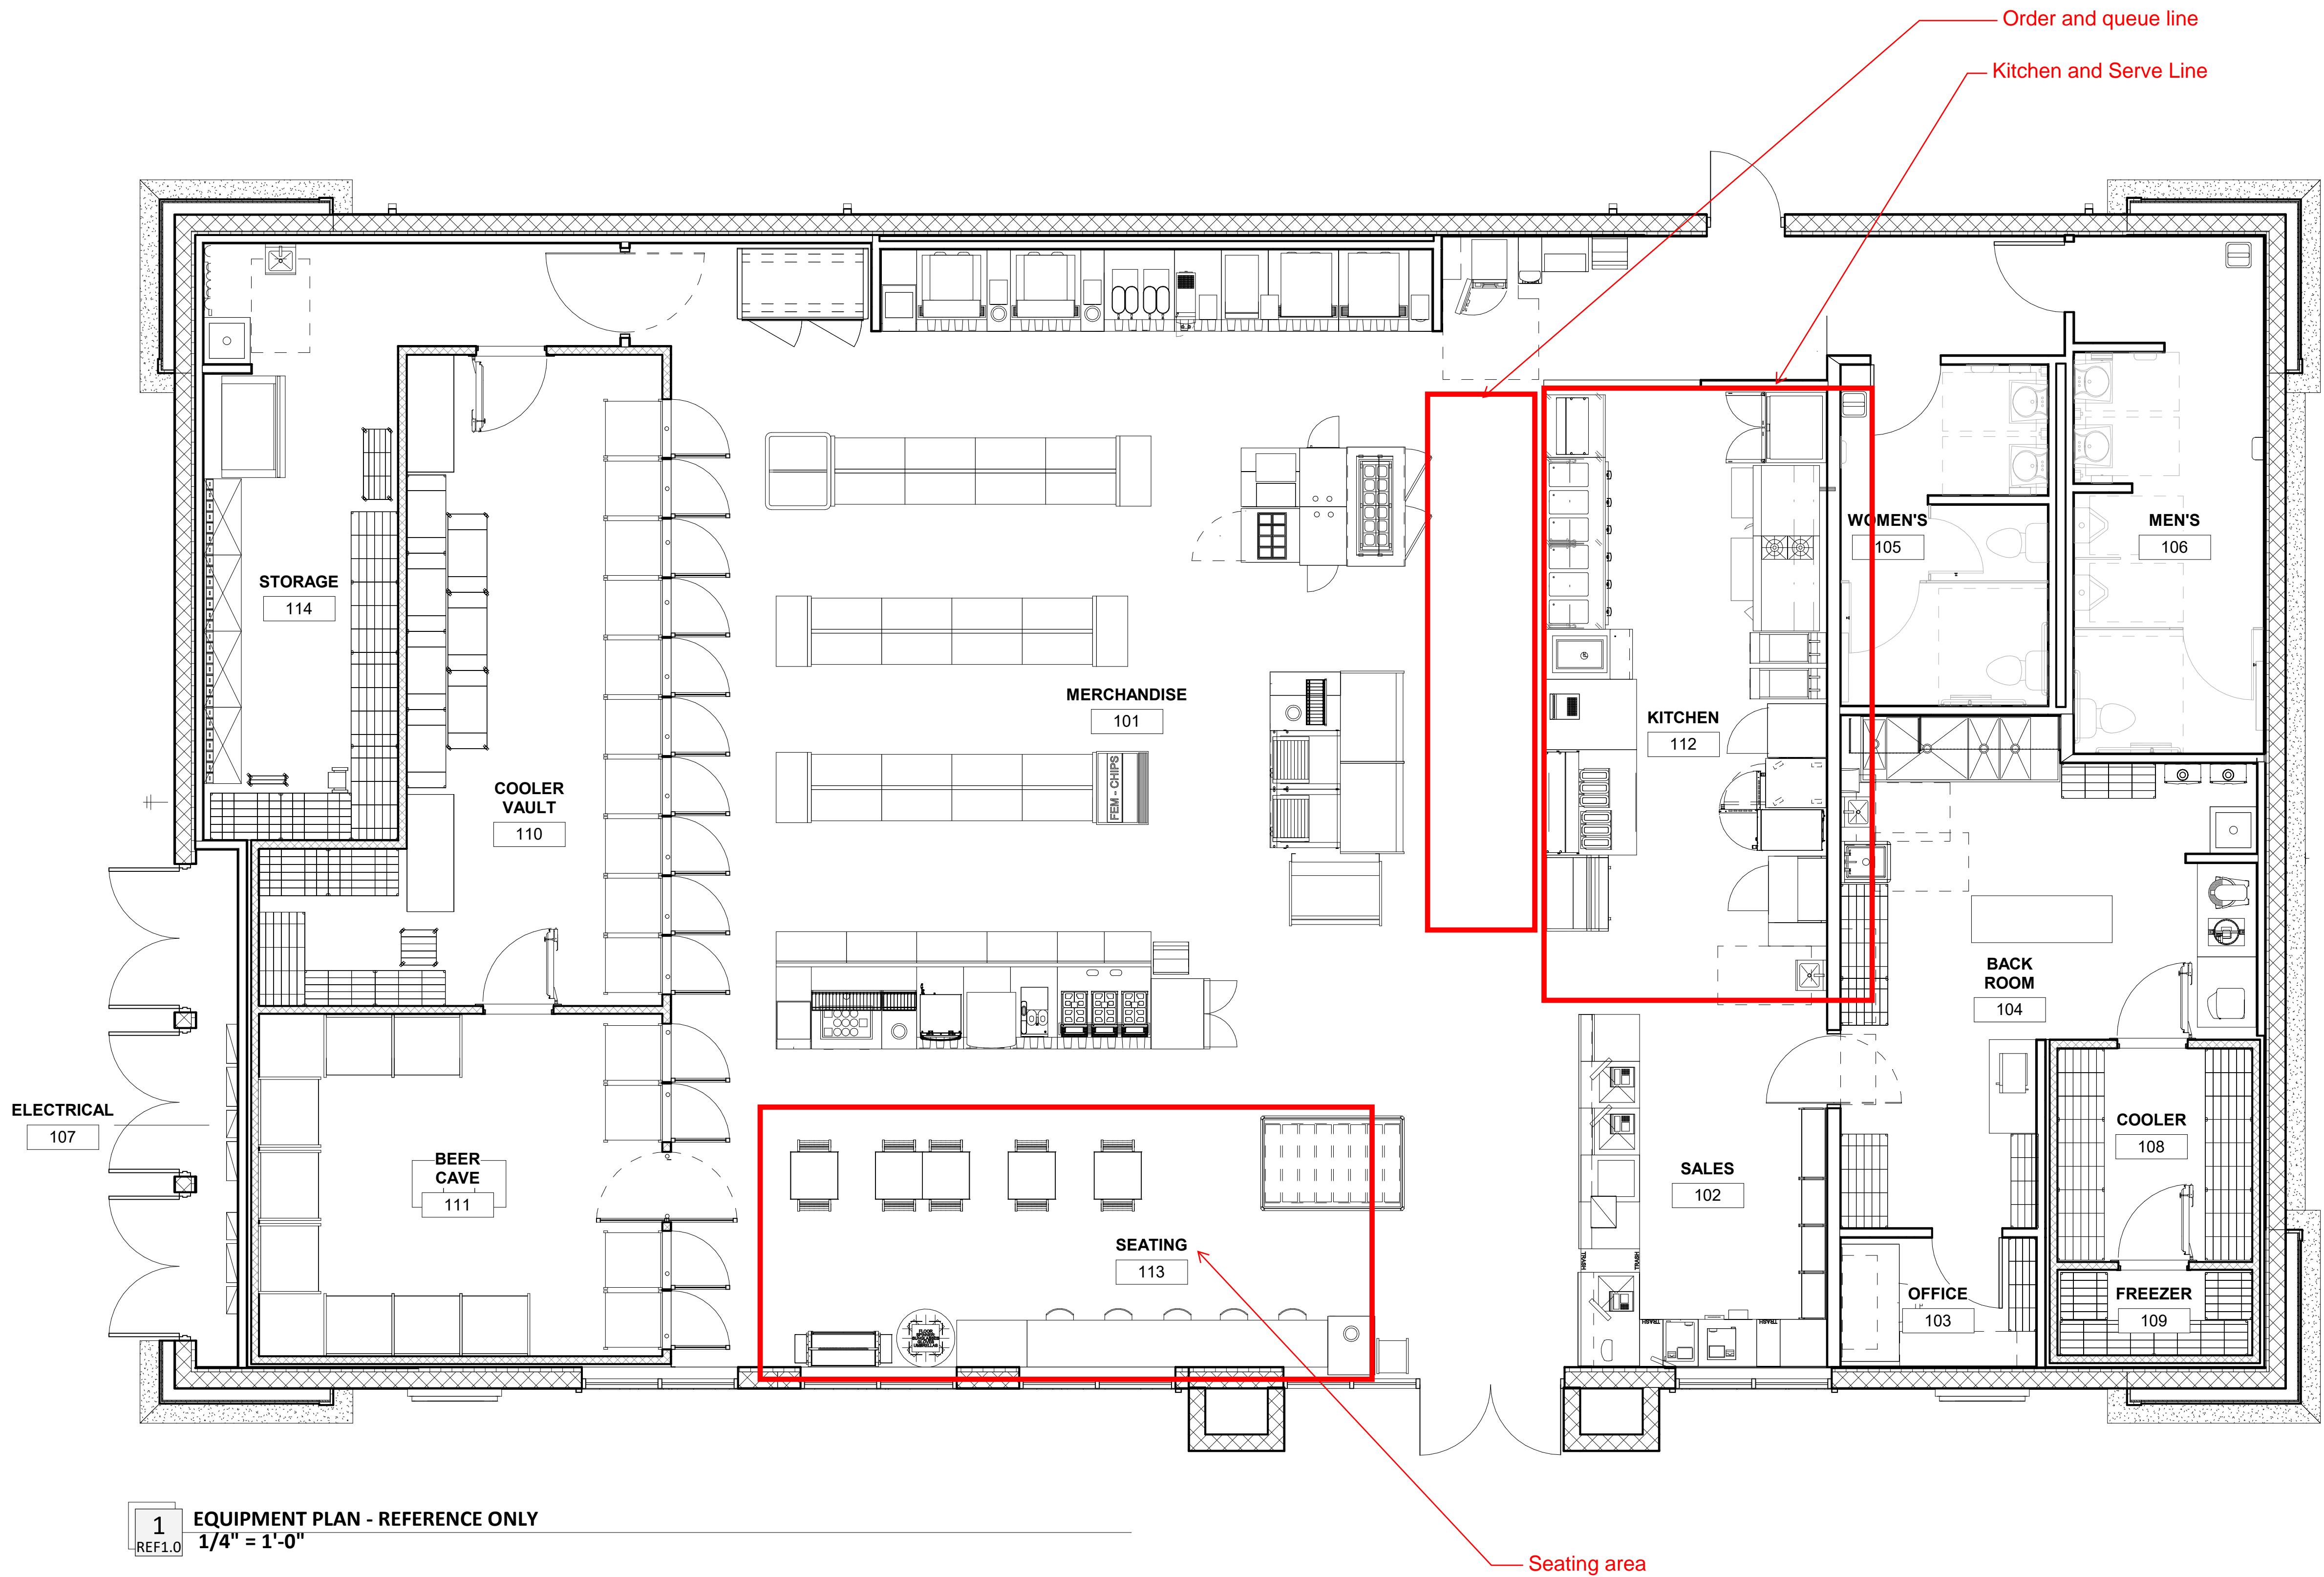 Order and queue line
Kitchen and Serve Line
WOMEN'S
105
MEN'S
106
STORAGE
114
MERCHANDISE
101
KITCHEN
112
FEM - CHIPS
COOLER
VAULT
110
BACK
ROOM
104
ELECTRICAL
107
COOLER
108
BEER
CAVE
111
SALES
102
SEATING
113
TRASH
TRASH
OFFICE
103
FREEZER
109
TRASH
TRASH
1
REF1.0
EQUIPMENT PLAN - REFERENCE ONLY
1/4" = 1'-0"
Seating area